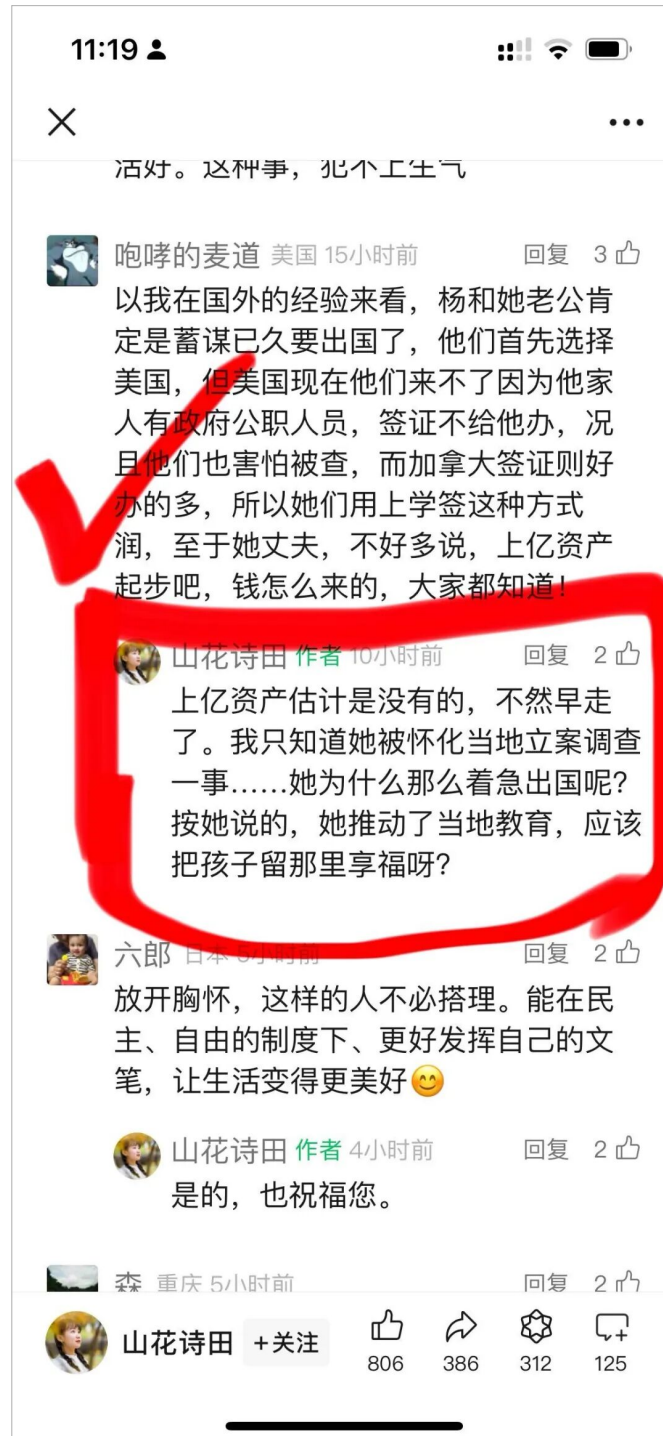 11:19
活好。这种事，犯不上生气
咆哮的麦道 美国 15小时前 回复 3
以我在国外的经验来看，杨和她老公肯
定是蓄谋已久要出国了，他们首先选择
美国，但美国现在他们来不了因为他家
人有政府公职人员，签证不给他办，况
且他们也害怕被查，而加拿大签证则好
办的多，所以她们用上学签这种方式
润，至于她丈夫，不好多说，上亿资产
起步吧，钱怎么来的，大家都知道！
山花诗田 作者 10小时前 回复 2
上亿资产估计是没有的，不然早走
了。我只知道她被怀化当地立案调查
一事……她为什么那么着急出国呢？
按她说的，她推动了当地教育，应该
把孩子留那里享福呀？
六郎 日本 5小时前 回复 2
放开胸怀，这样的人不必搭理。能在民
主、自由的制度下、更好发挥自己的文
笔，让生活变得更美好😊
山花诗田 作者 4小时前 回复 2
是的，也祝福您。
森 重庆 5小时前 回复 2
山花诗田 +关注
806 386 312 125